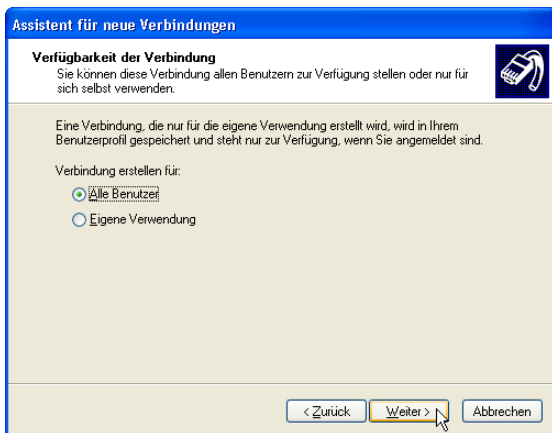 Assistent für neue Verbindungen
Verfügbarkeit der Verbindung
Sie können diese Verbindung allen Benutzern zur Verfügung stellen oder nur für
sich selbst verwenden.
Eine Verbindung, die nur für die eigene Verwendung erstellt wird, wird in Ihrem
Benutzerprofil gespeichert und steht nur zur Verfügung, wenn Sie angemeldet sind.
Verbindung erstellen für:
Alle Benutzer
Eigene Verwendung
< Zurück Weiter > Abbrechen